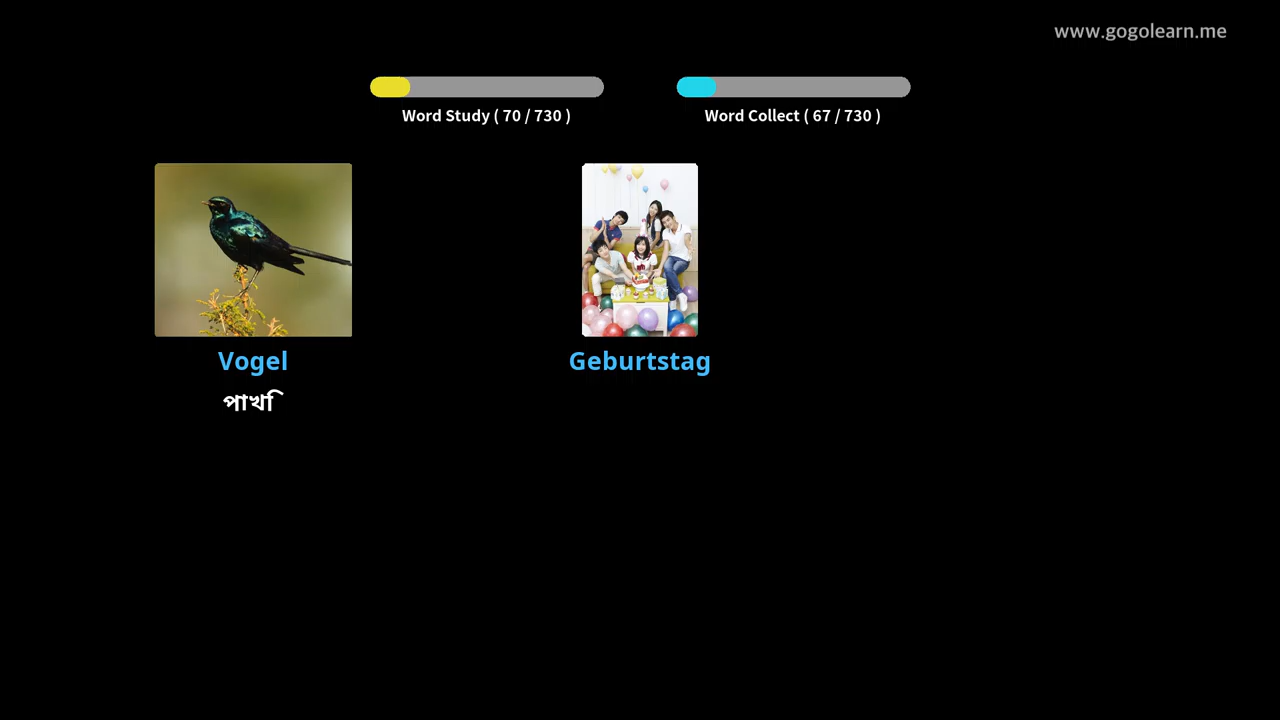 www.gogolearn.me
Word Study ( 70 / 730 )
Word Collect ( 67 / 730 )
Vogel
Geburtstag
পাখি